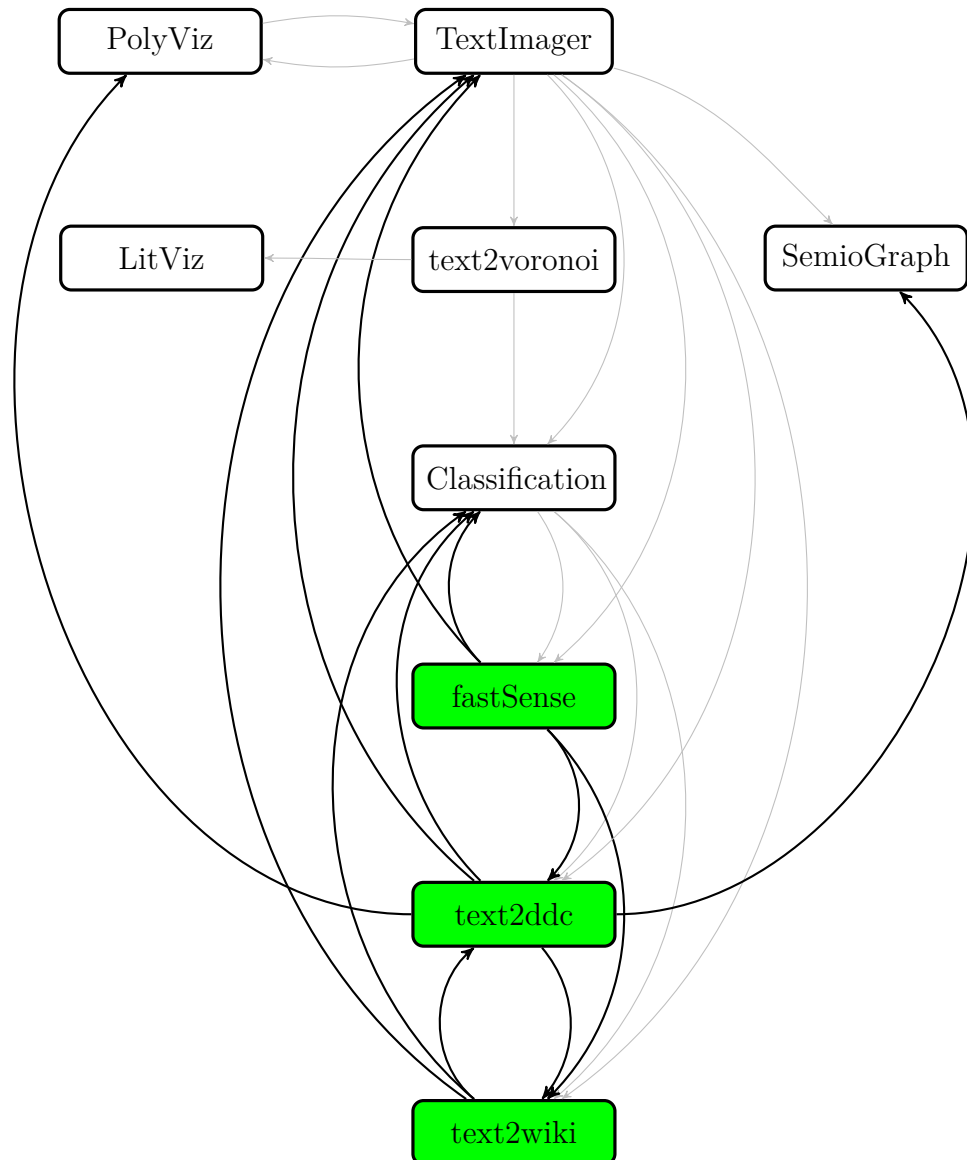 PolyViz
TextImager
LitViz
text2voronoi
SemioGraph
Classification
fastSense
text2ddc
text2wiki